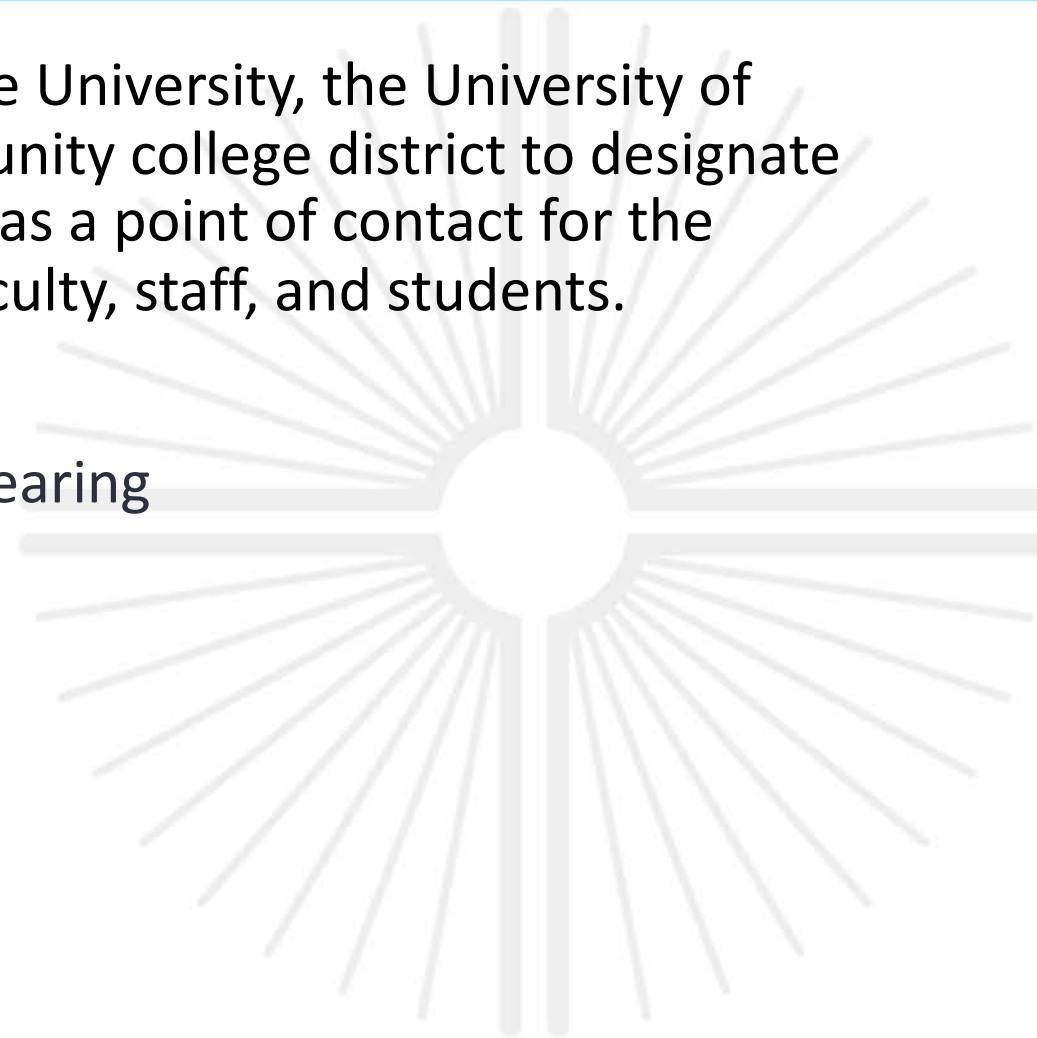 e University, the University of
unity college district to designate
as a point of contact for the
culty, staff, and students.
earing